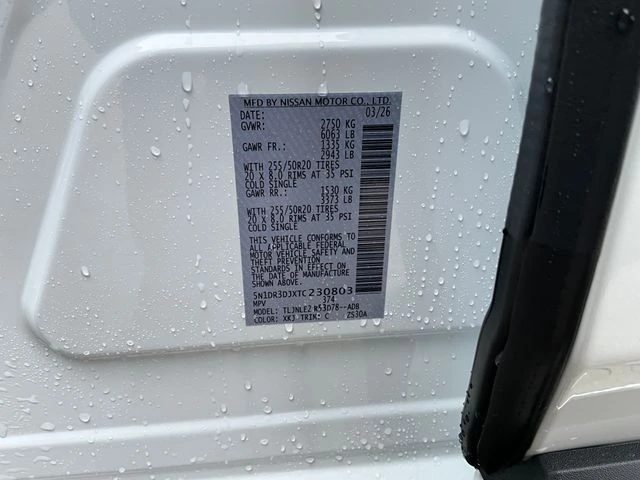 MFD BY NISSAN MOTOR CO., LTD.
DATE: 03/26
GVWR: 2750 KG
6063 LB
GAWR FR.: 1335 KG
2943 LB
WITH 255/50R20 TIRES
20 X 8.0 RIMS AT 35 PSI
COLD SINGLE
GAWR RR.: 1530 KG
3373 LB
WITH 255/50R20 TIRES
20 X 8.0 RIMS AT 35 PSI
COLD SINGLE
THIS VEHICLE CONFORMS TO
ALL APPLICABLE FEDERAL
MOTOR VEHICLE SAFETY AND
THEFT PREVENTION
STANDARDS IN EFFECT ON
THE DATE OF MANUFACTURE
SHOWN ABOVE.
5N1DR3DJXTC230803
MPV 374
MODEL: TLJNLE2 R53D78--ADB
COLOR: XKJ TRIM: C ZS30A